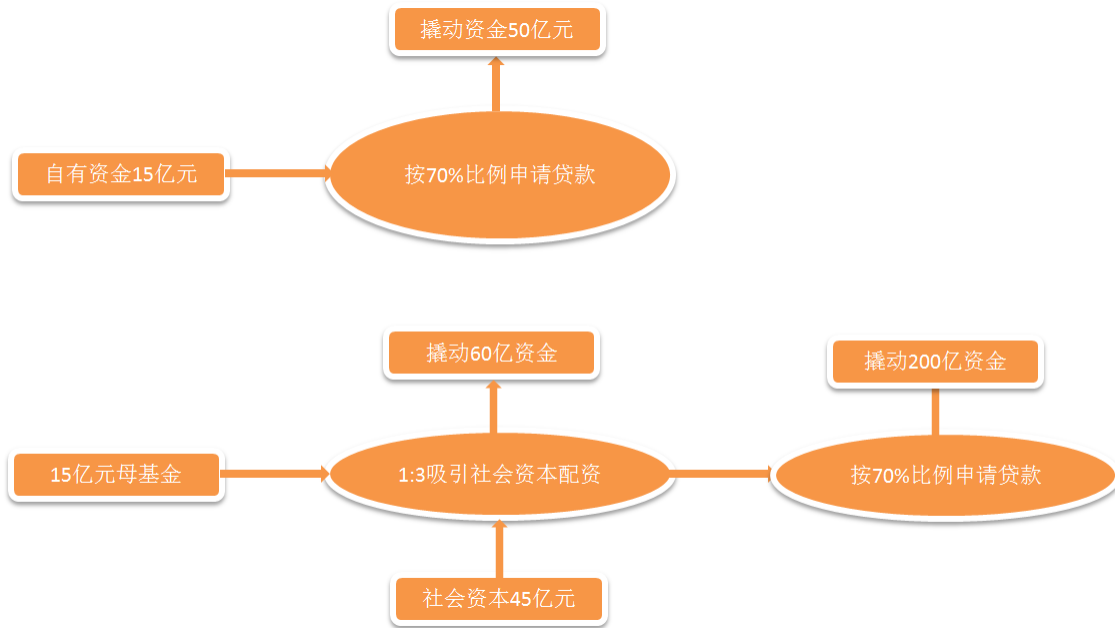 撬动资金50亿元
自有资金15亿元
按70%比例申请贷款
撬动60亿资金
撬动200亿资金
15亿元母基金
1:3吸引社会资本配资
按70%比例申请贷款
社会资本45亿元